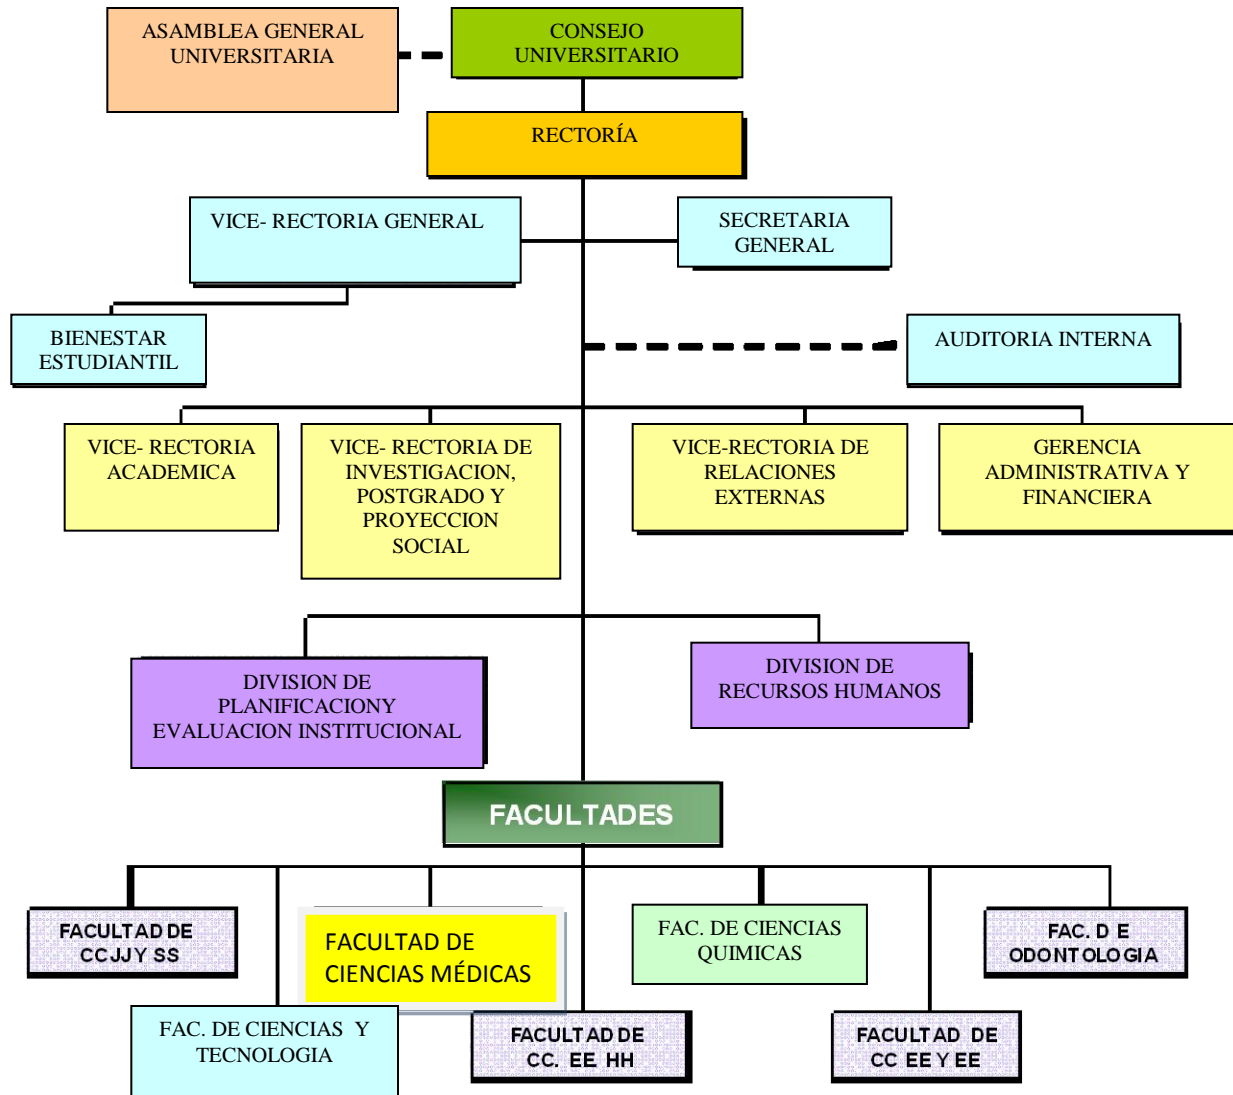 ASAMBLEA GENERAL
UNIVERSITARIA
CONSEJO
UNIVERSITARIO
RECTORÍA
VICE- RECTORIA GENERAL
SECRETARIA
GENERAL
BIENESTAR
ESTUDIANTIL
AUDITORIA INTERNA
VICE- RECTORIA
ACADEMICA
VICE- RECTORIA DE
INVESTIGACION,
POSTGRADO Y
PROYECCION
SOCIAL
VICE-RECTORIA DE
RELACIONES
EXTERNAS
GERENCIA
ADMINISTRATIVA Y
FINANCIERA
DIVISION DE
PLANIFICACIONY
EVALUACION INSTITUCIONAL
DIVISION DE
RECURSOS HUMANOS
FACULTADES
FACULTAD DE
CCJJY SS
FACULTAD DE
CIENCIAS MÉDICAS
FAC. DE CIENCIAS
QUIMICAS
FAC. D E
ODONTOLOGIA
FAC. DE CIENCIAS Y
TECNOLOGIA
FACULTAD DE
CC. EE. HH
FACULTAD DE
CC EE Y EE